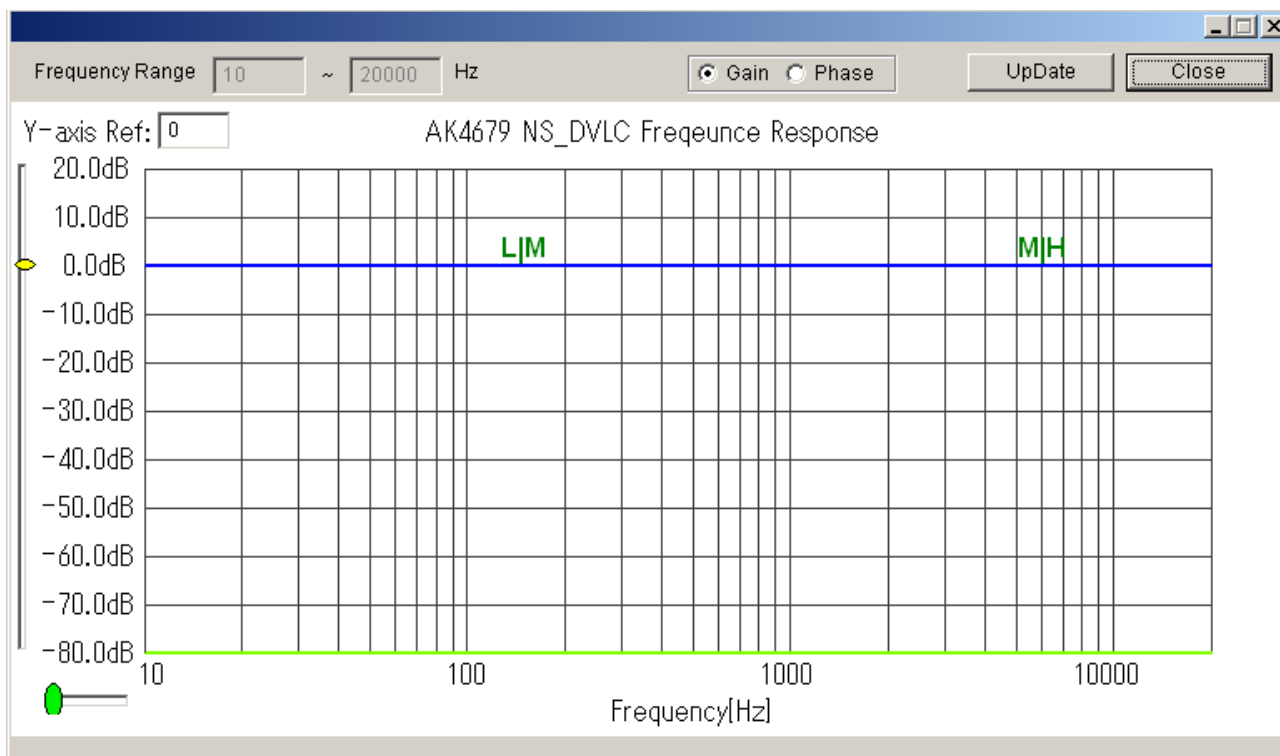 Frequency Range 10 ~ 20000 Hz Gain Phase UpDate Close
Y-axis Ref: 0 AK4679 NS_DVLC Freqeunce Response
20.0dB
10.0dB
L|M M|H
0.0dB
-10.0dB
-20.0dB
-30.0dB
-40.0dB
-50.0dB
-60.0dB
-70.0dB
-80.0dB
10 100 1000 10000
Frequency[Hz]